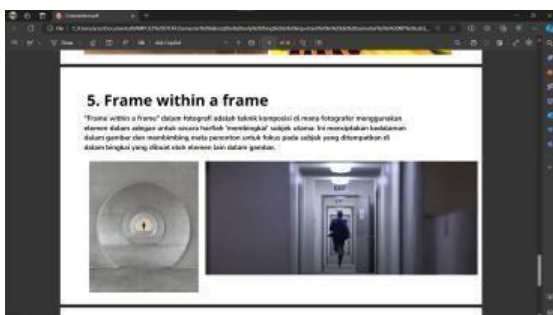 5. Frame within a frame
"Frame within a frame" dalam fotografi adalah teknik komposisi di mana fotografer menggunakan
elemen dalam adegan untuk secara harfiah 'membingkai' subjek utama. Ini menciptakan kedalaman
dalam gambar dan membimbing mata penonton untuk fokus pada subjek yang ditempatkan di
dalam bingkai yang dibuat oleh elemen lain dalam gambar.
EXIT